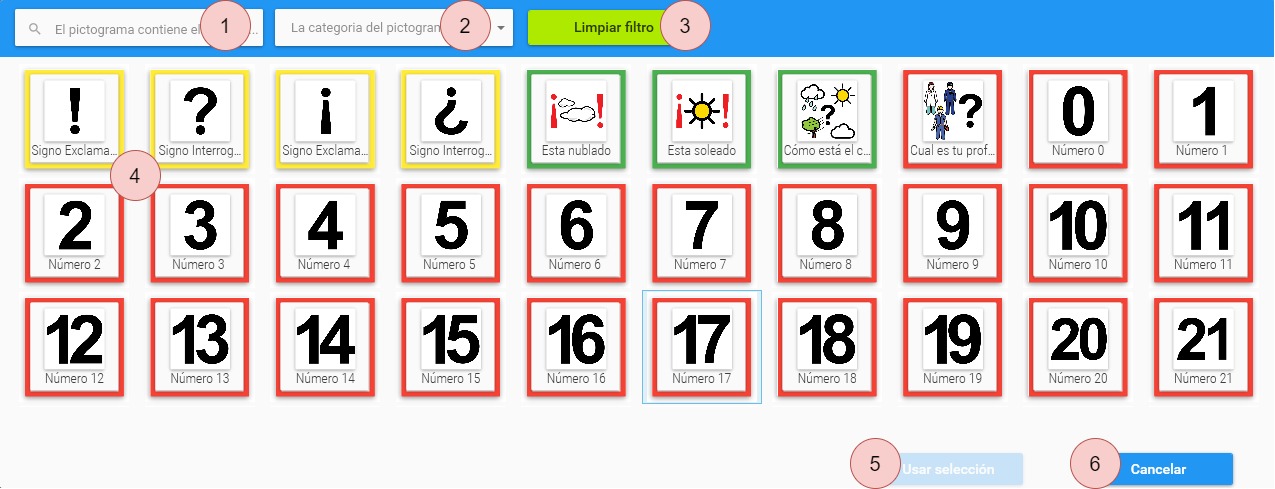 El pictograma contiene el ... 1
La categoria del pictogran 2
Limpiar filtro 3
! ? ¡ ¿ ¡ ! ¡ ! ? ? 0 1
Signo Exclama... Signo Interrog... Signo Exclama... Signo Interrog... Esta nublado Esta soleado Cómo está el c... Cual es tu prof... Número 0 Número 1
4
2 3 4 5 6 7 8 9 10 11
Número 2 Número 3 Número 4 Número 5 Número 6 Número 7 Número 8 Número 9 Número 10 Número 11
12 13 14 15 16 17 18 19 20 21
Número 12 Número 13 Número 14 Número 15 Número 16 Número 17 Número 18 Número 19 Número 20 Número 21
5 Usar selección
6 Cancelar